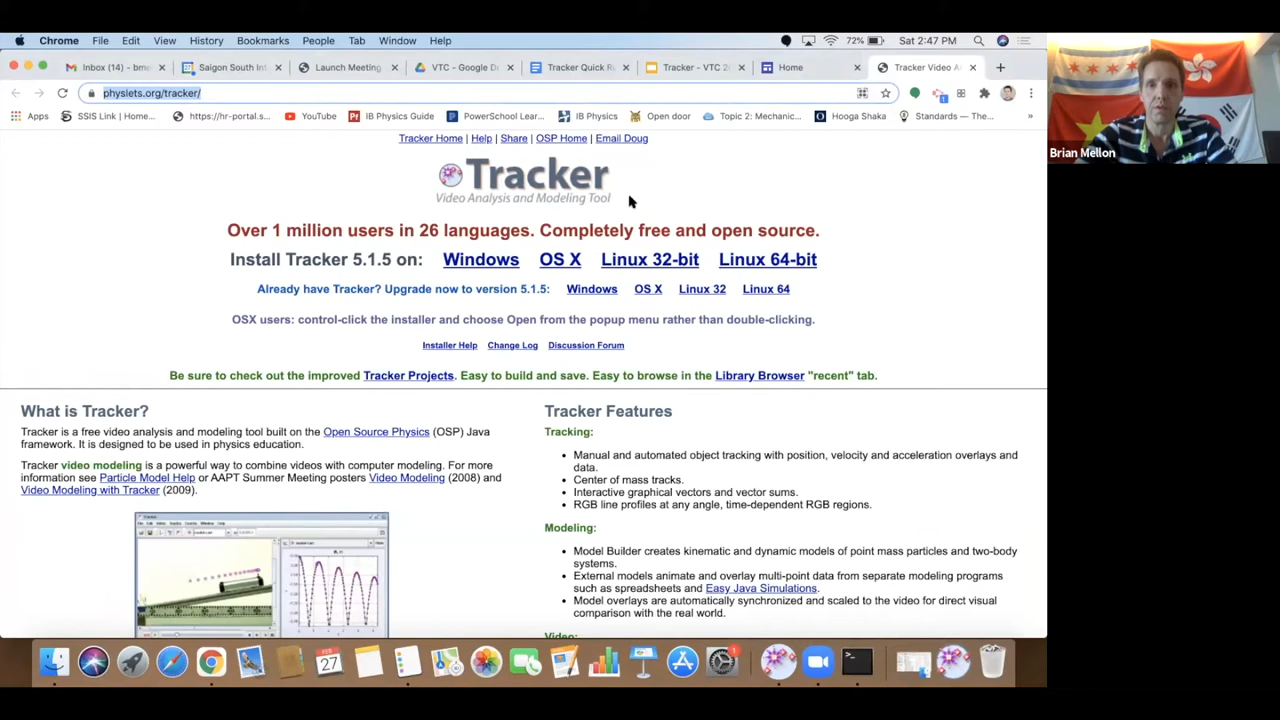 Chrome File Edit View History Bookmarks People Tab Window Help 72% Sat 2:47 PM
Inbox (14) - bme Saigon South Int Launch Meeting VTC - Google D Tracker Quick R Tracker - VTC 2 Home Tracker Video A
physlets.org/tracker/
Apps SSIS Link | Home... https://hr-portal.s... YouTube IB Physics Guide PowerSchool Lear... IB Physics Open door Topic 2: Mechanic... Hooga Shaka Standards — The...
Brian Mellon
Tracker Home | Help | Share | OSP Home | Email Doug
Tracker
Video Analysis and Modeling Tool
Over 1 million users in 26 languages. Completely free and open source.
Install Tracker 5.1.5 on: Windows OS X Linux 32-bit Linux 64-bit
Already have Tracker? Upgrade now to version 5.1.5: Windows OS X Linux 32 Linux 64
OSX users: control-click the installer and choose Open from the popup menu rather than double-clicking.
Installer Help Change Log Discussion Forum
Be sure to check out the improved Tracker Projects. Easy to build and save. Easy to browse in the Library Browser "recent" tab.
What is Tracker?
Tracker is a free video analysis and modeling tool built on the Open Source Physics (OSP) Java
framework. It is designed to be used in physics education.
Tracker video modeling is a powerful way to combine videos with computer modeling. For more
information see Particle Model Help or AAPT Summer Meeting posters Video Modeling (2008) and
Video Modeling with Tracker (2009).
Tracker Features
Tracking:
Manual and automated object tracking with position, velocity and acceleration overlays and
data.
Center of mass tracks.
Interactive graphical vectors and vector sums.
RGB line profiles at any angle, time-dependent RGB regions.
Modeling:
Model Builder creates kinematic and dynamic models of point mass particles and two-body
systems.
External models animate and overlay multi-point data from separate modeling programs
such as spreadsheets and Easy Java Simulations.
Model overlays are automatically synchronized and scaled to the video for direct visual
comparison with the real world.
Video:
FEB
27